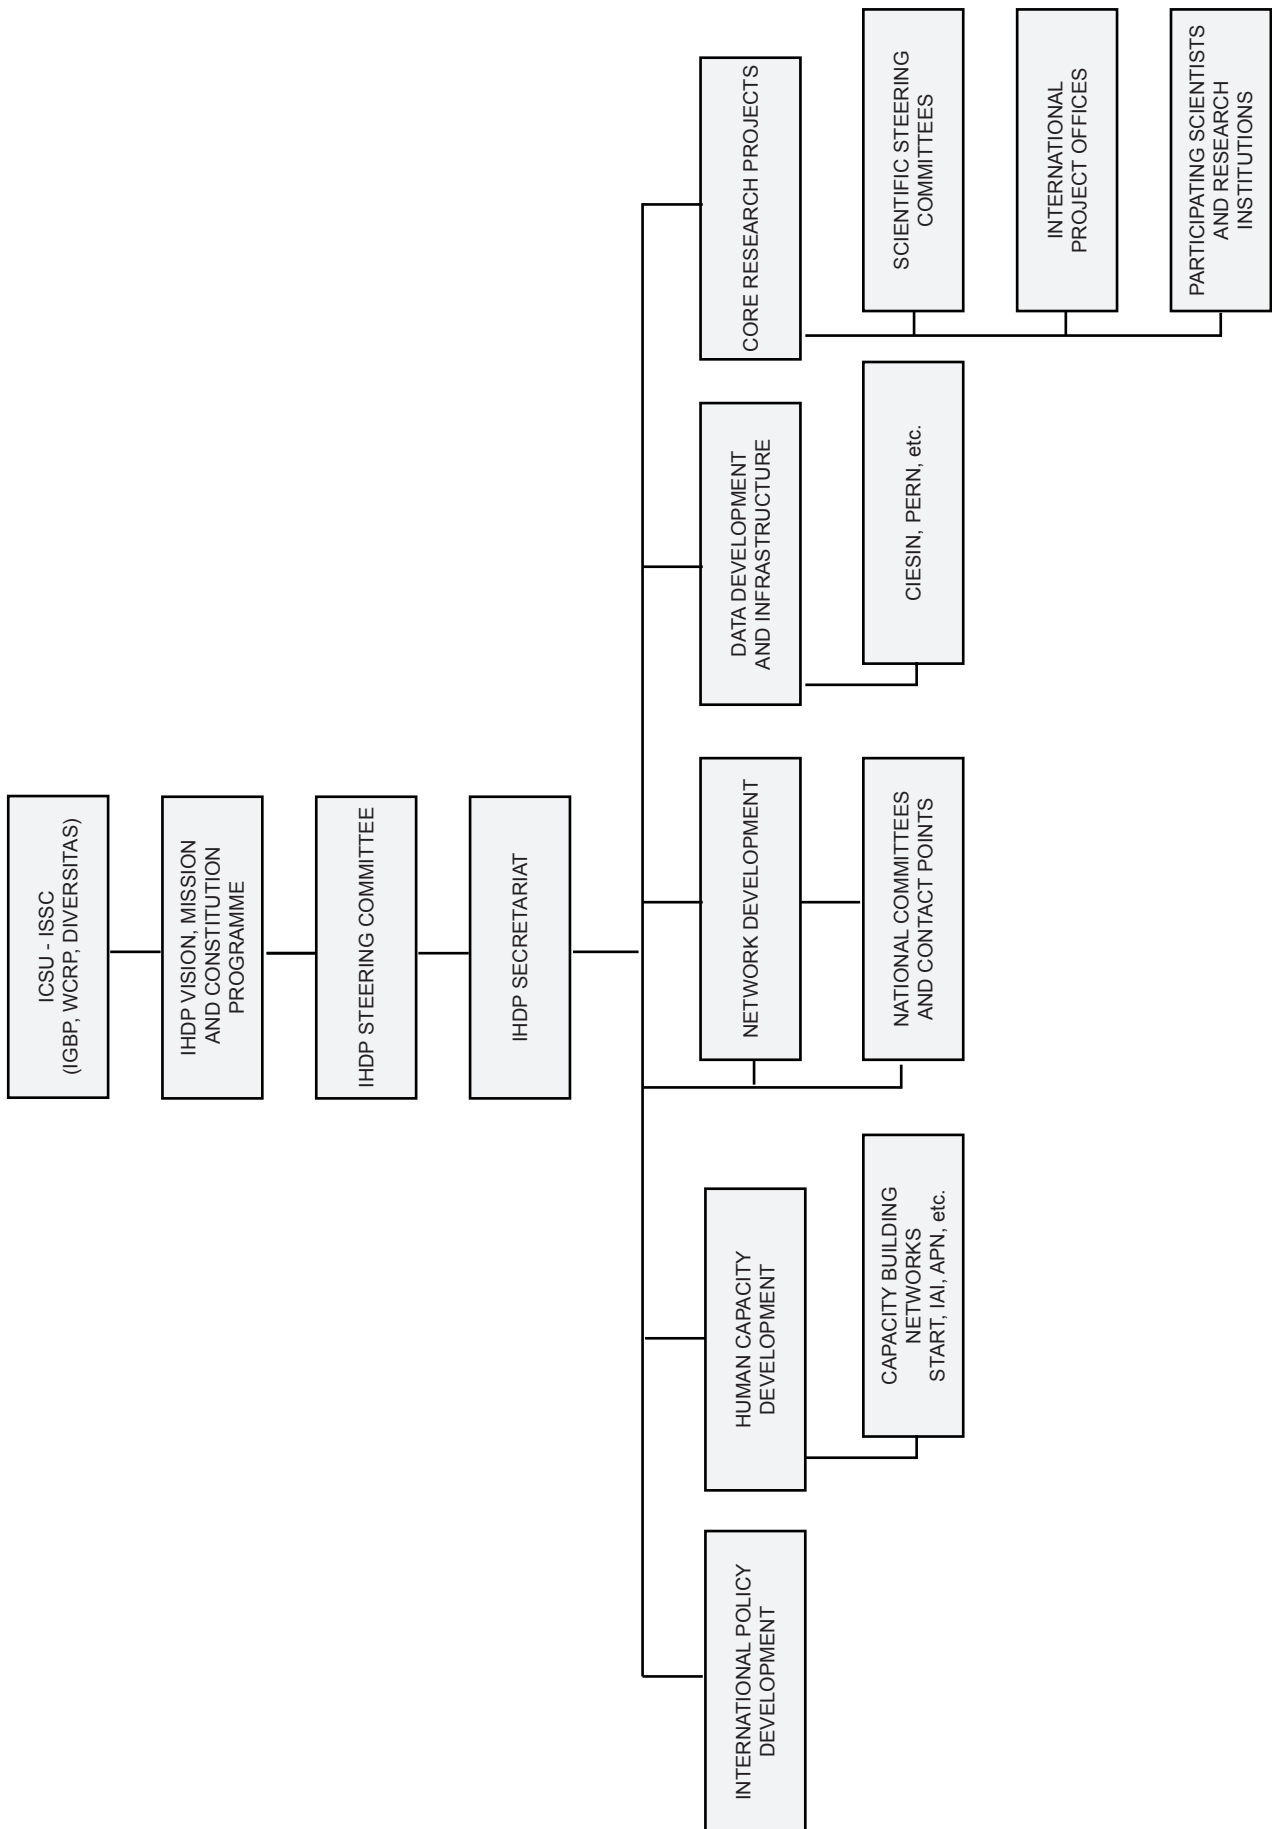 ICSU - ISSC
(IGBP, WCRP, DIVERSITAS)
IHDP VISION, MISSION
AND CONSTITUTION
PROGRAMME
IHDP STEERING COMMITTEE
IHDP SECRETARIAT
INTERNATIONAL POLICY
DEVELOPMENT
HUMAN CAPACITY
DEVELOPMENT
CAPACITY BUILDING
NETWORKS
START, IAI, APN, etc.
NETWORK DEVELOPMENT
NATIONAL COMMITTEES
AND CONTACT POINTS
DATA DEVELOPMENT
AND INFRASTRUCTURE
CIESIN, PERN, etc.
CORE RESEARCH PROJECTS
SCIENTIFIC STEERING
COMMITTEES
INTERNATIONAL
PROJECT OFFICES
PARTICIPATING SCIENTISTS
AND RESEARCH
INSTITUTIONS